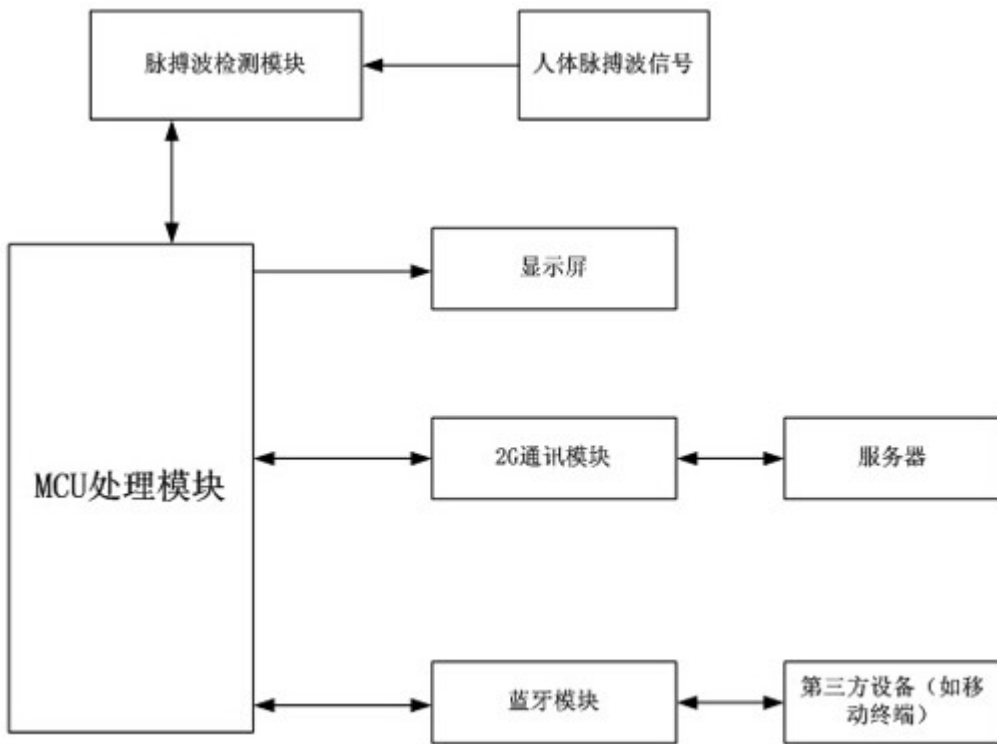 脉搏波检测模块
人体脉搏波信号
显示屏
MCU处理模块
2G通讯模块
服务器
蓝牙模块
第三方设备（如移
动终端）